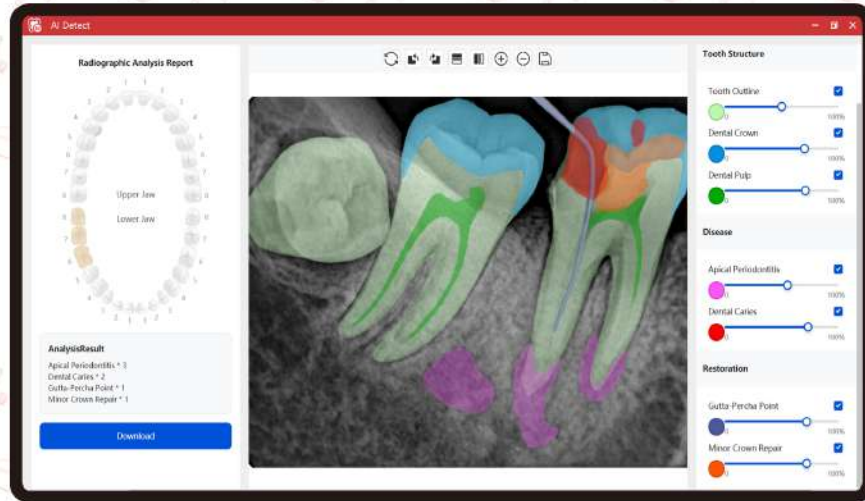 AI Detect
Radiographic Analysis Report
Upper Jaw
Lower Jaw
AnalysisResult
Apical Periodontitis * 3
Dental Caries * 2
Gutta-Percha Point * 1
Minor Crown Repair * 1
Download
Tooth Structure
Tooth Outline
0 100%
Dental Crown
0 100%
Dental Pulp
0 100%
Disease
Apical Periodontitis
0 100%
Dental Caries
0 100%
Restoration
Gutta-Percha Point
0 100%
Minor Crown Repair
0 100%